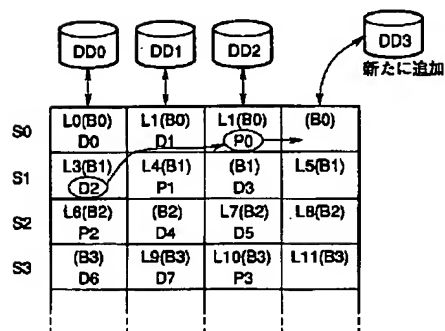 DD0 DD1 DD2 DD3
新たに追加
S0 L0(B0) L1(B0) L1(B0) (B0)
D0 D1 P0
S1 L3(B1) L4(B1) (B1) L5(B1)
D2 P1 D3
S2 L6(B2) (B2) L7(B2) L8(B2)
P2 D4 D5
S3 (B3) L9(B3) L10(B3) L11(B3)
D6 D7 P3